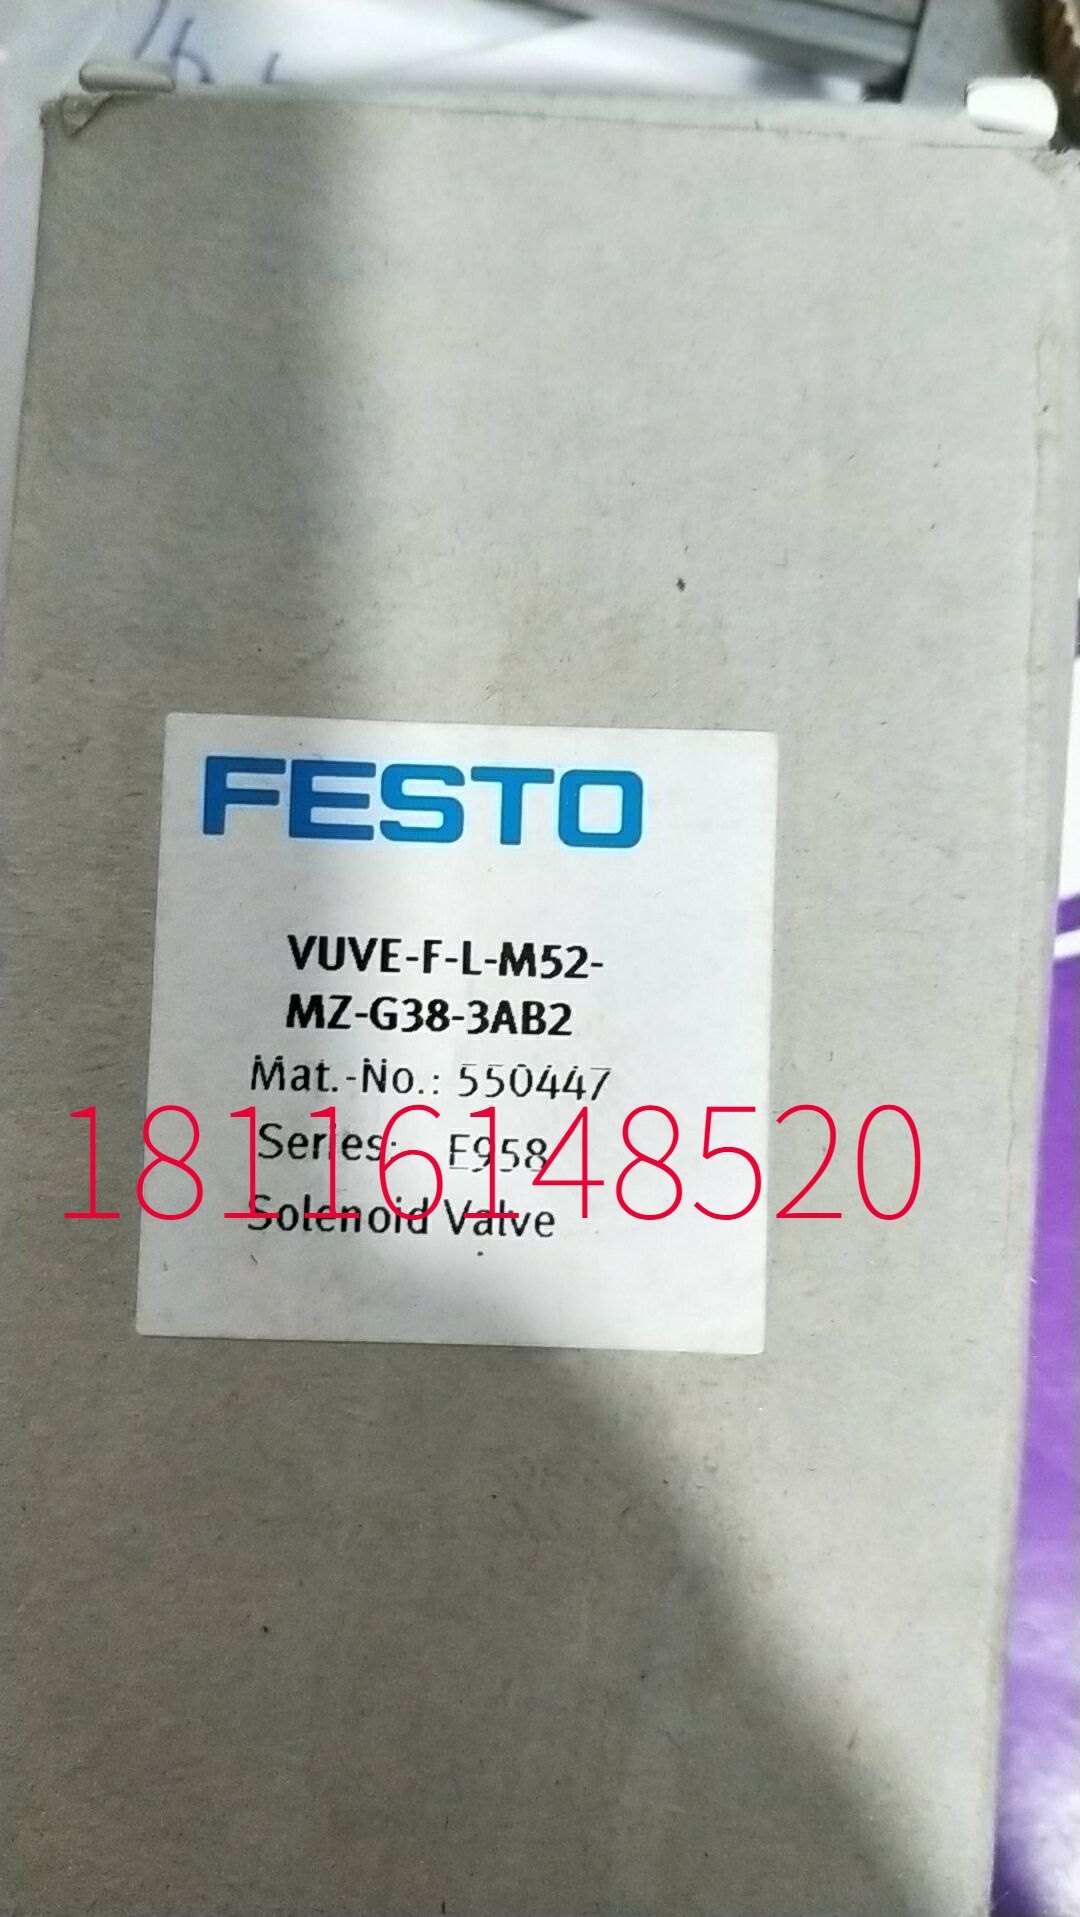 FESTO
VUVE-F-L-M52-
MZ-G38-3AB2
Mat.-No.: 550447
Series: E958
18116148520
Solenoid Valve